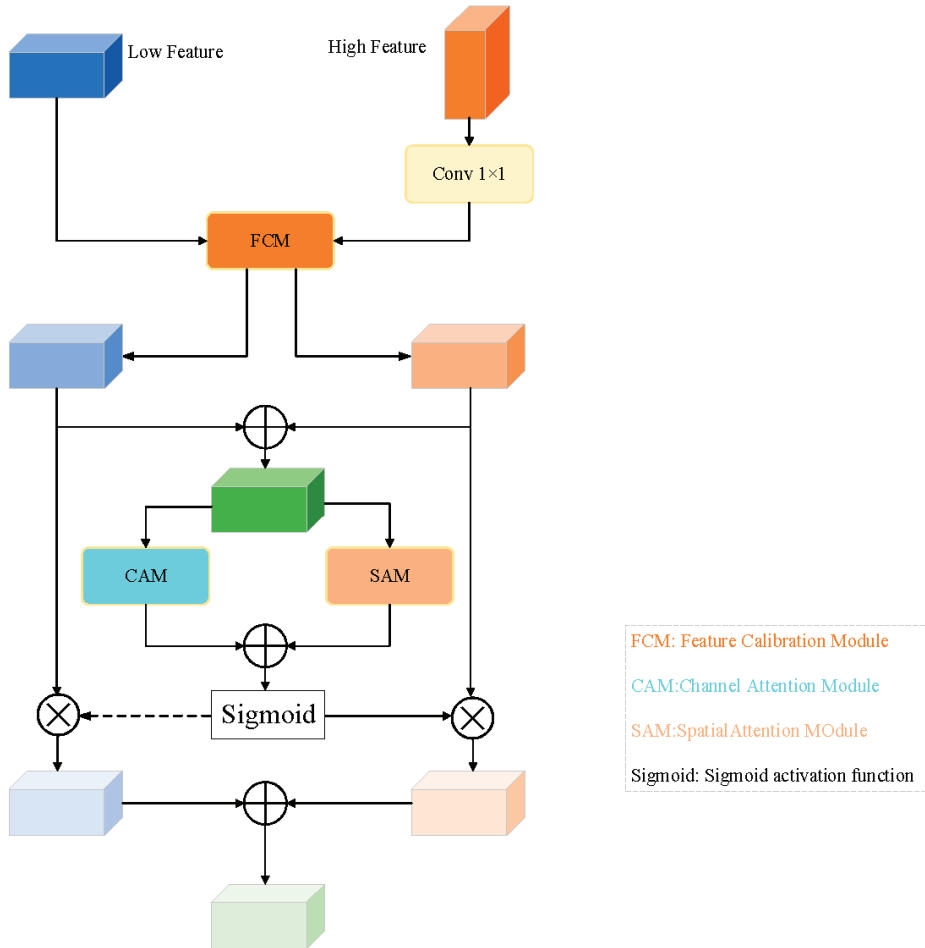 Low Feature
High Feature
Conv 1×1
FCM
CAM
SAM
Sigmoid
FCM: Feature Calibration Module
CAM:Channel Attention Module
SAM:Spatial Attention MOdule
Sigmoid: Sigmoid activation function